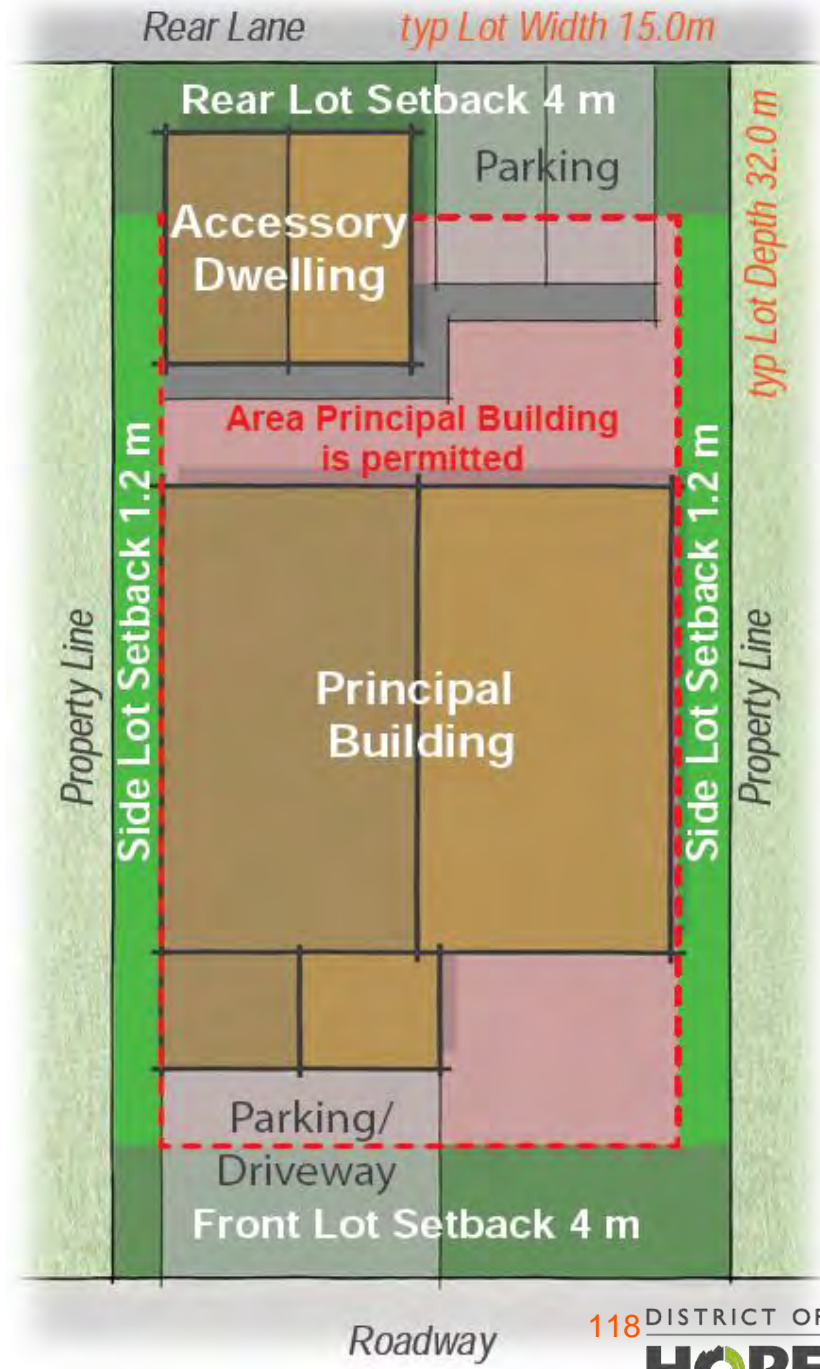 Rear Lane
typ Lot Width 15.0m
Rear Lot Setback 4 m
Parking
typ Lot Depth 32.0 m
Accessory
Dwelling
Area Principal Building
is permitted
Side Lot Setback 1.2 m
Side Lot Setback 1.2 m
Property Line
Property Line
Principal
Building
Parking/
Driveway
Front Lot Setback 4 m
Roadway
118
DISTRICT OF
HOPE